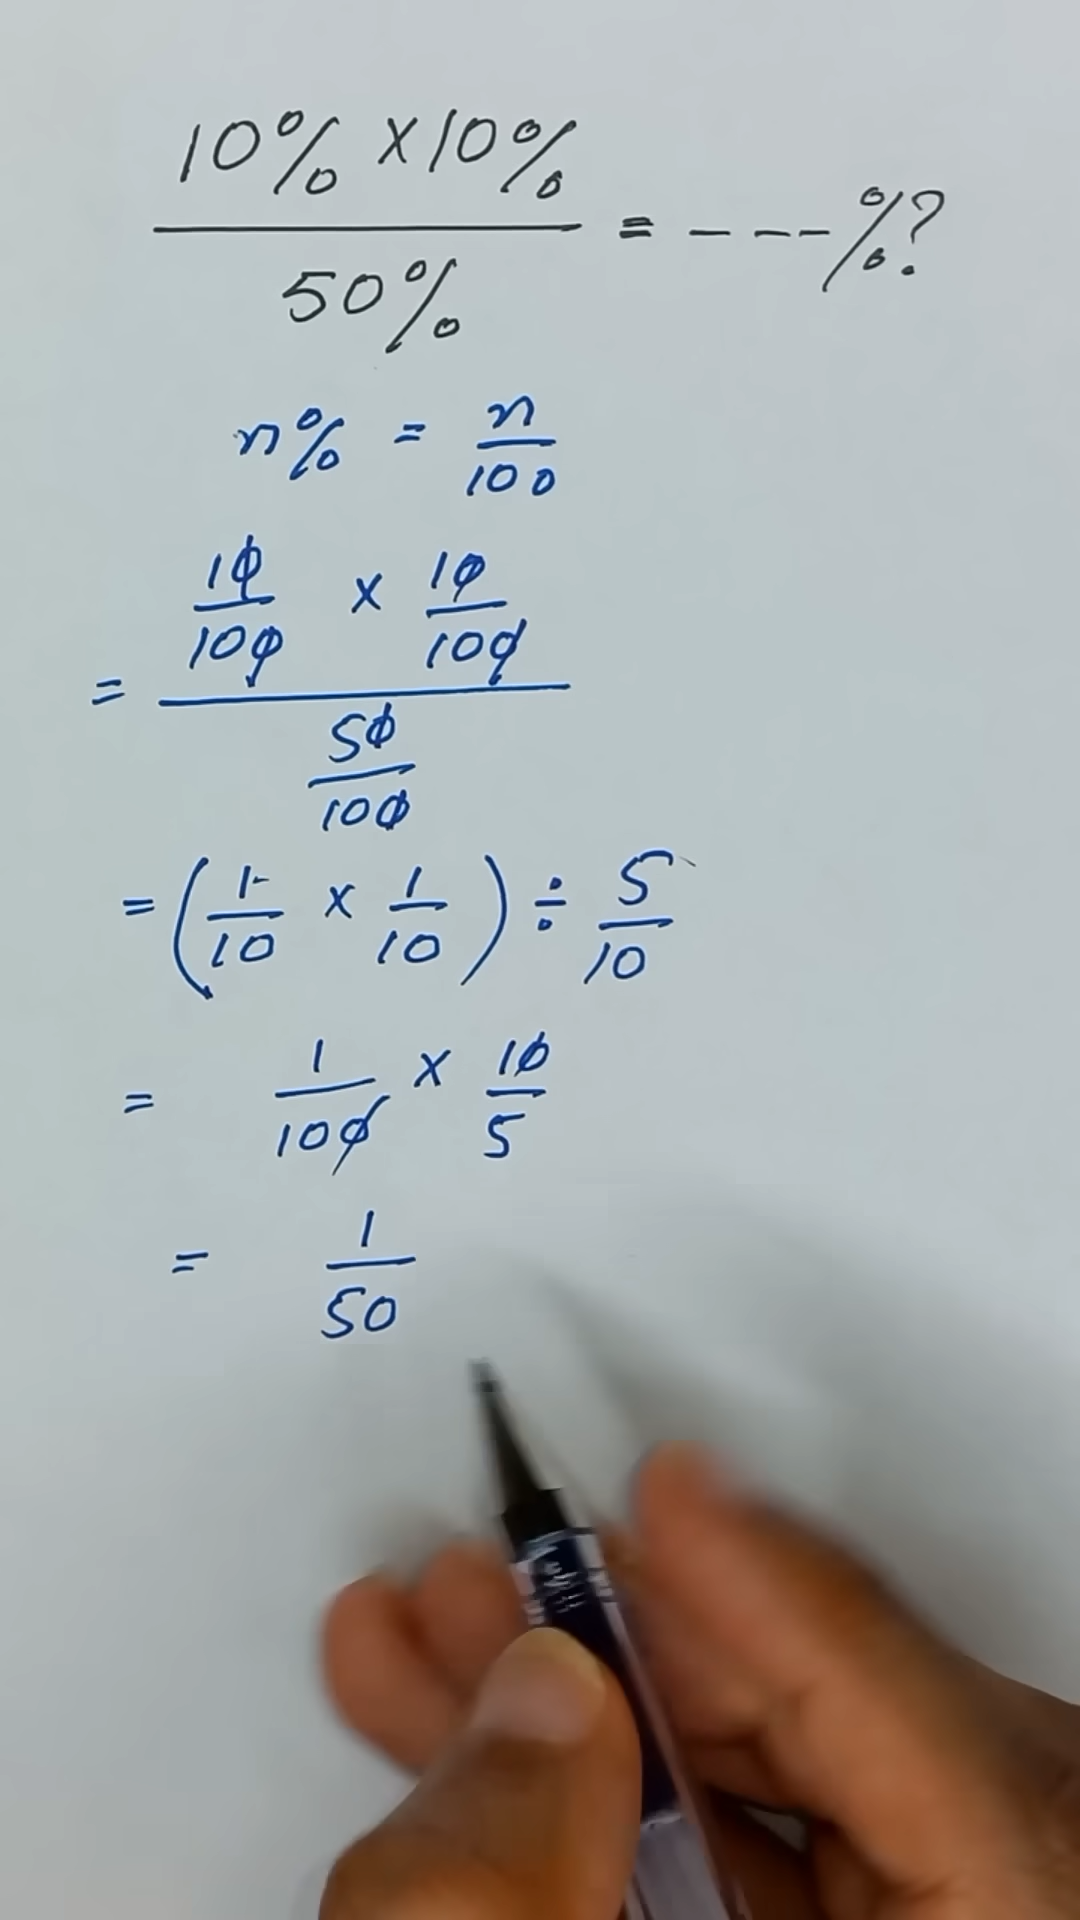 10% × 10%
50%
= - - - %?
n% = n/100
= 10/100 × 10/100
50/100
= (1/10 × 1/10) ÷ 5/10
= 1/100 × 10/5
= 1/50